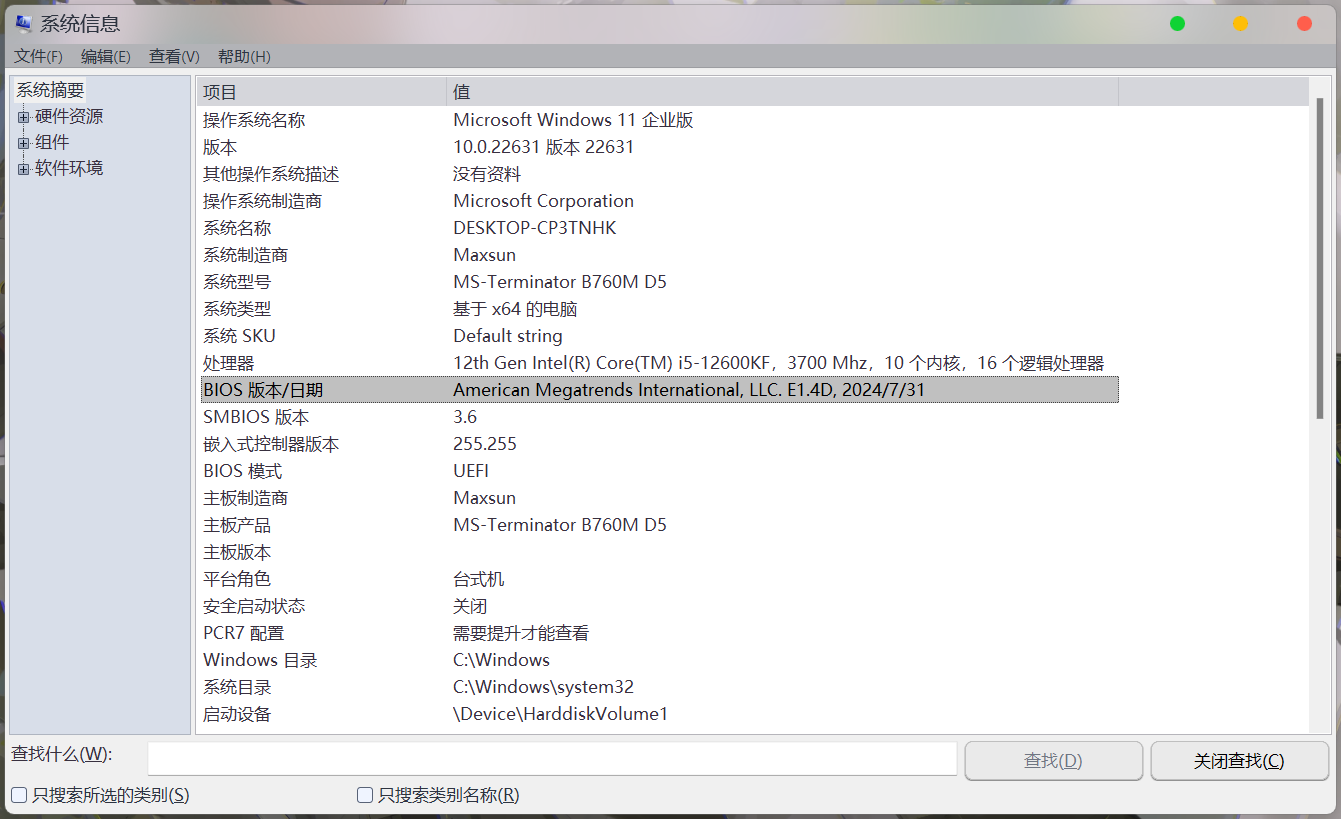 系统信息
文件(F) 编辑(E) 查看(V) 帮助(H)
系统摘要
硬件资源
组件
软件环境
项目 值
操作系统名称 Microsoft Windows 11 企业版
版本 10.0.22631 版本 22631
其他操作系统描述 没有资料
操作系统制造商 Microsoft Corporation
系统名称 DESKTOP-CP3TNHK
系统制造商 Maxsun
系统型号 MS-Terminator B760M D5
系统类型 基于 x64 的电脑
系统 SKU Default string
处理器 12th Gen Intel(R) Core(TM) i5-12600KF，3700 Mhz，10 个内核，16 个逻辑处理器
BIOS 版本/日期 American Megatrends International, LLC. E1.4D, 2024/7/31
SMBIOS 版本 3.6
嵌入式控制器版本 255.255
BIOS 模式 UEFI
主板制造商 Maxsun
主板产品 MS-Terminator B760M D5
主板版本
平台角色 台式机
安全启动状态 关闭
PCR7 配置 需要提升才能查看
Windows 目录 C:\Windows
系统目录 C:\Windows\system32
启动设备 \Device\HarddiskVolume1
查找什么(W): 查找(D) 关闭查找(C)
只搜索所选的类别(S) 只搜索类别名称(R)